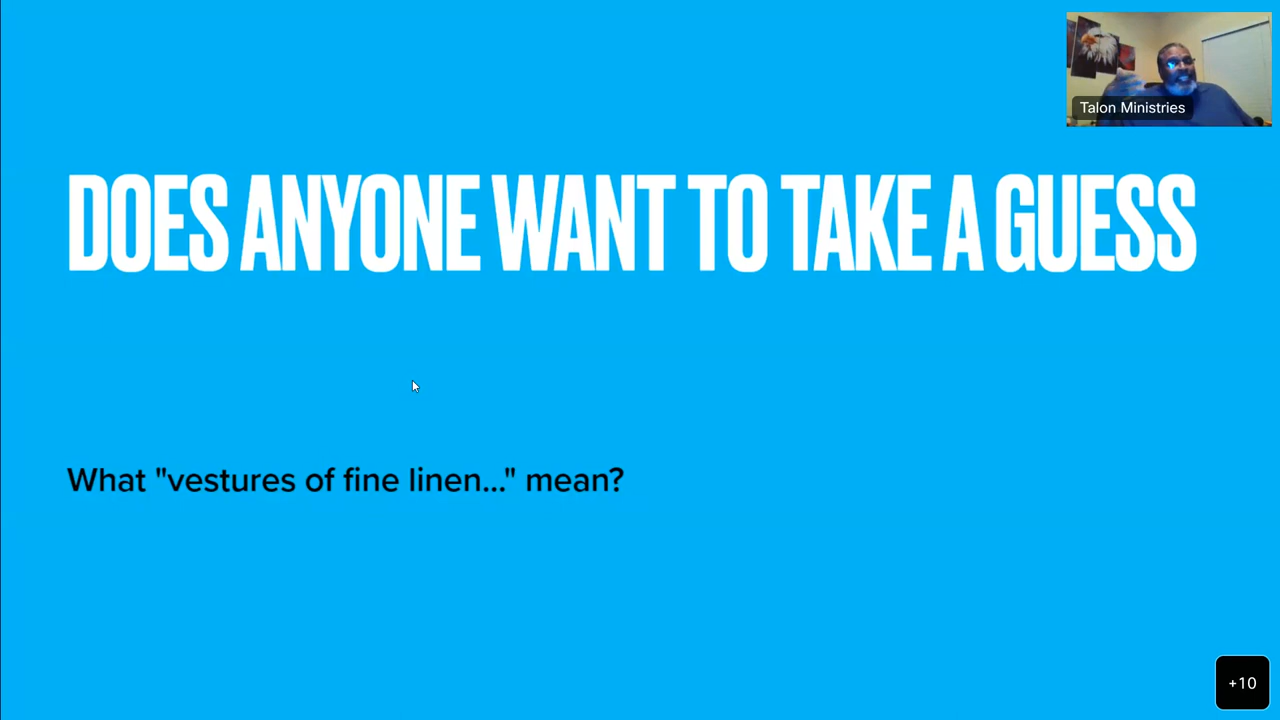 Talon Ministries
DOES ANYONE WANT TO TAKE A GUESS
What "vestures of fine linen..." mean?
+10